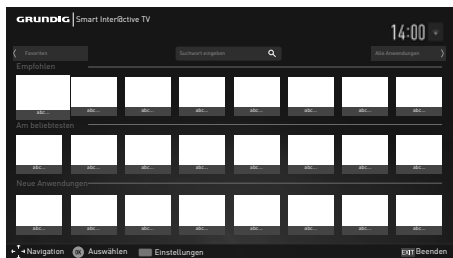 GRUNDIG Smart Inter@ctive TV
14:00
Favoriten Suchwort eingeben Alle Anwendungen
Empfohlen
abc... abc... abc... abc... abc... abc... abc... abc...
Am beliebtesten
abc... abc... abc... abc... abc... abc... abc... abc...
Neue Anwendungen
abc... abc... abc... abc... abc... abc... abc... abc...
Navigation OK Auswählen Einstellungen EXIT Beenden